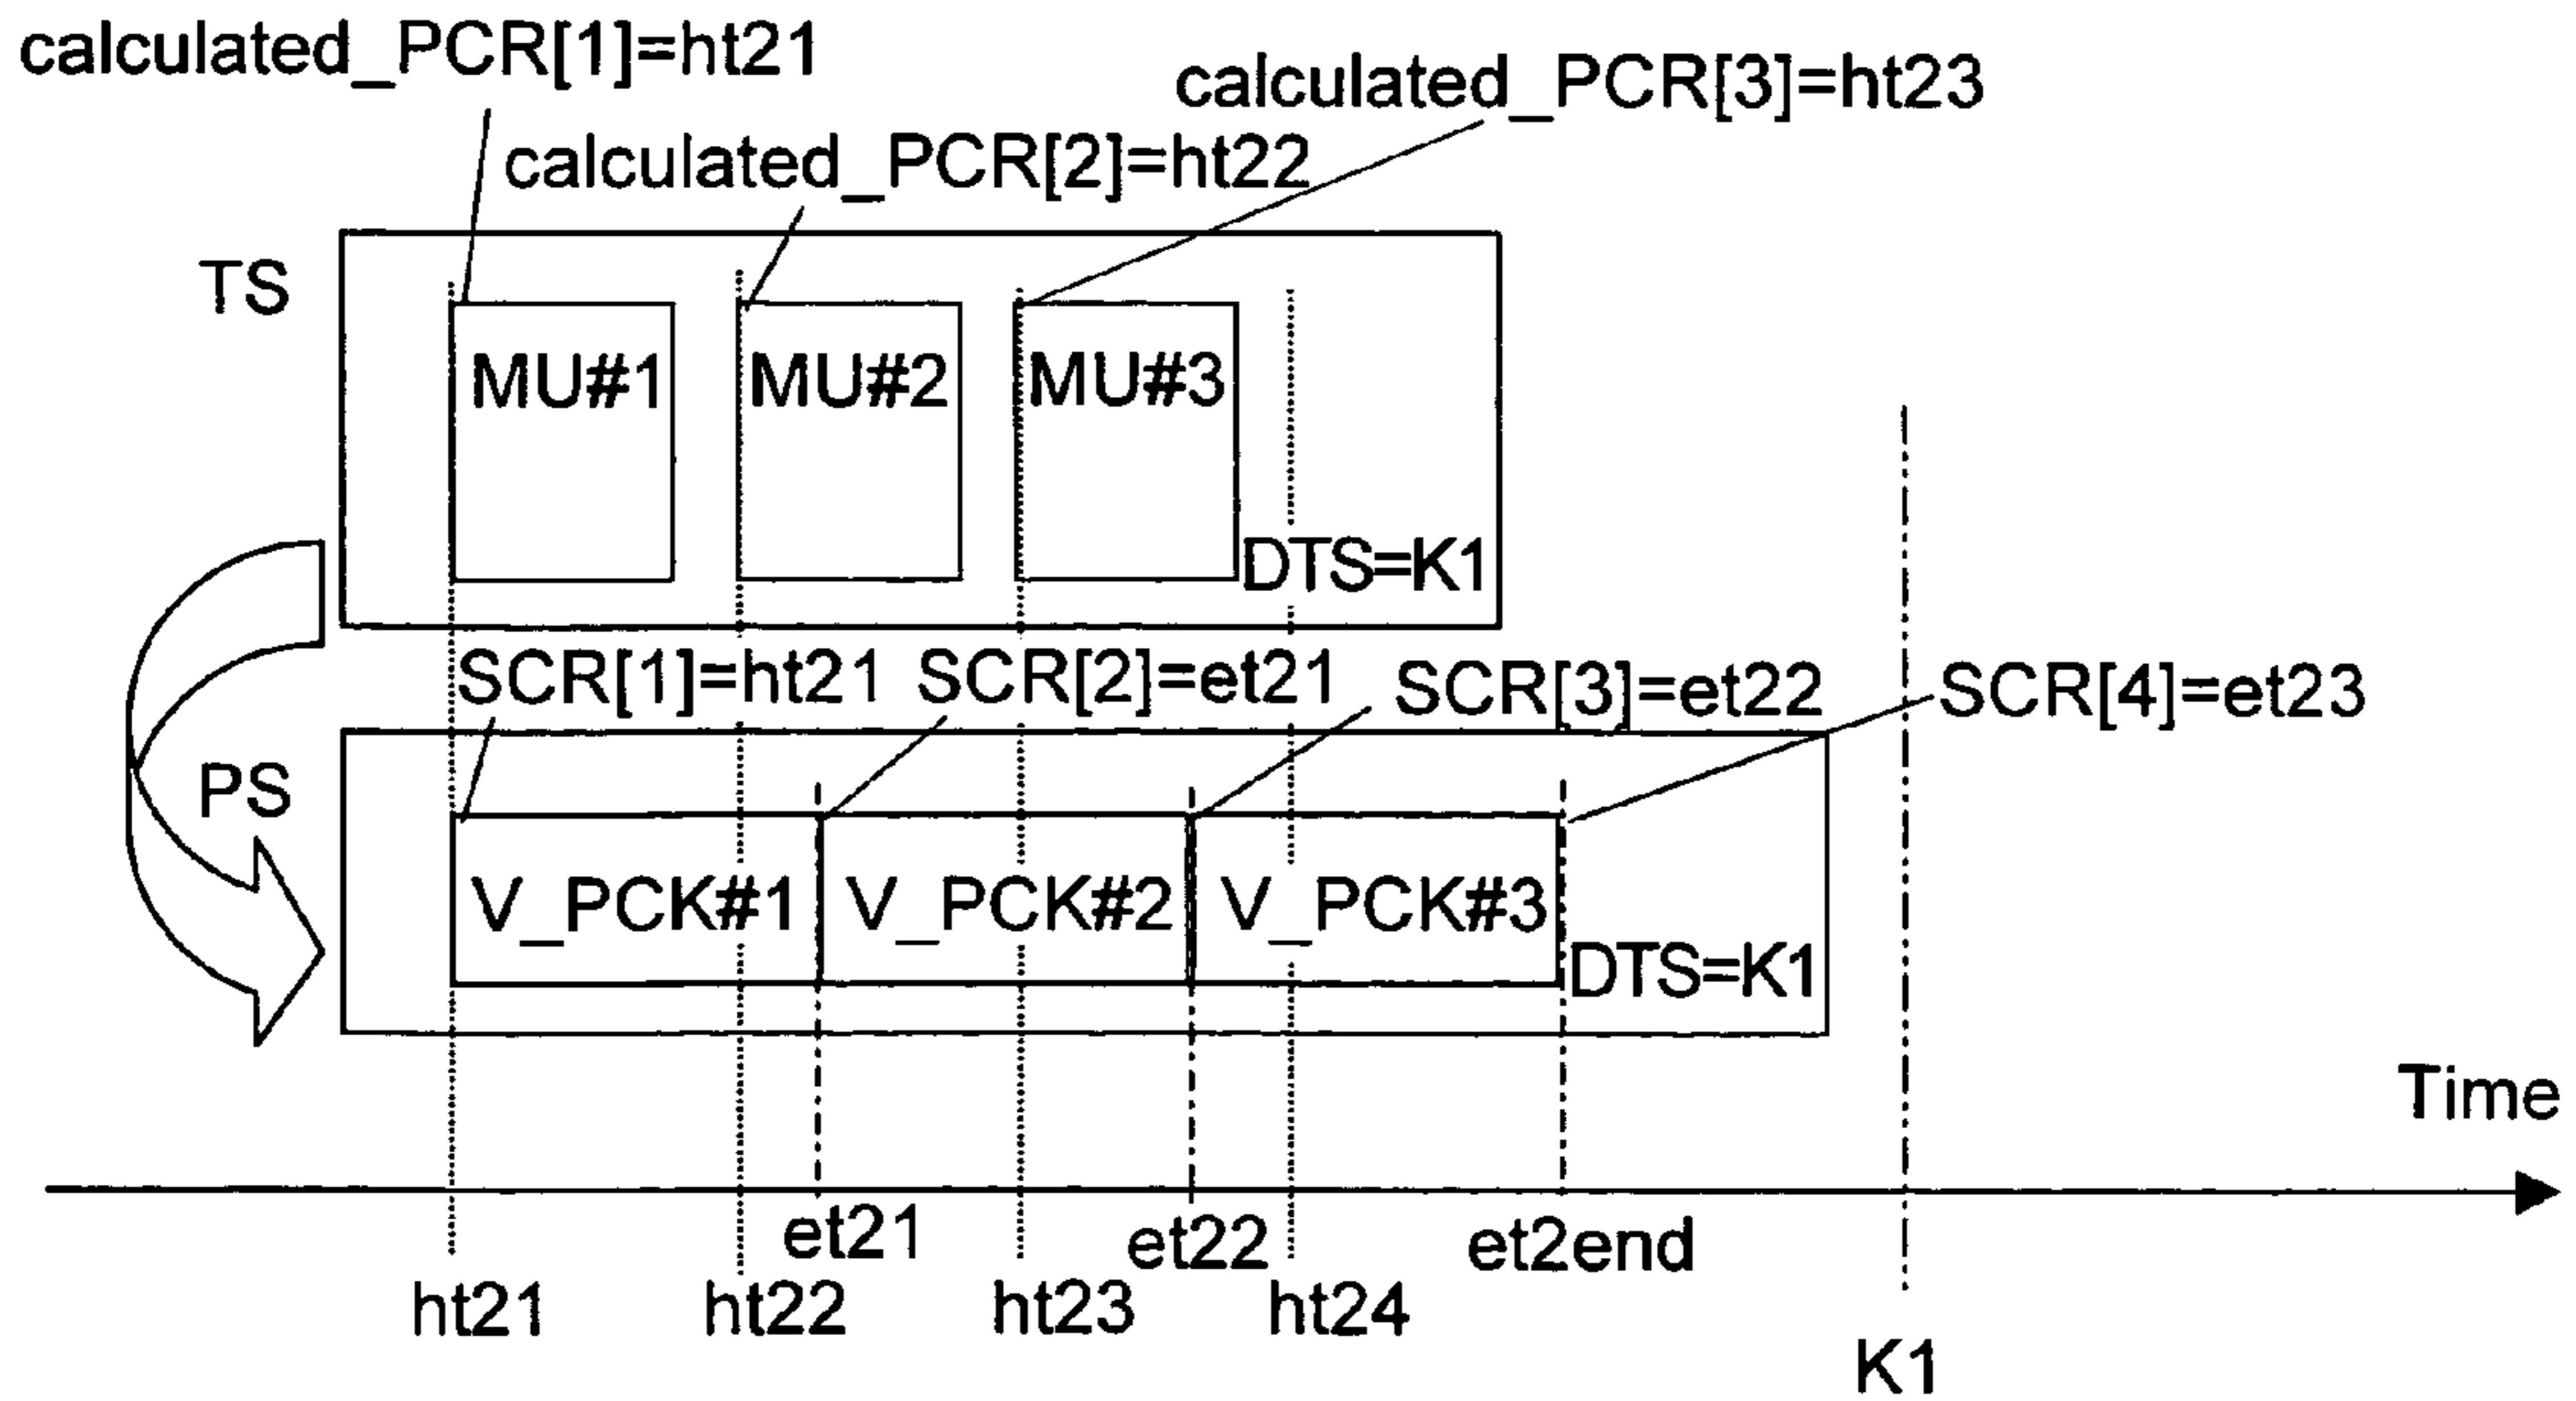 calculated_PCR[1]=ht21
calculated_PCR[3]=ht23
calculated_PCR[2]=ht22
TS
MU#1 MU#2 MU#3
DTS=K1
SCR[1]=ht21 SCR[2]=et21 SCR[3]=et22 SCR[4]=et23
PS
V_PCK#1 V_PCK#2 V_PCK#3
DTS=K1
Time
et21 et22 et2end
ht21 ht22 ht23 ht24
K1